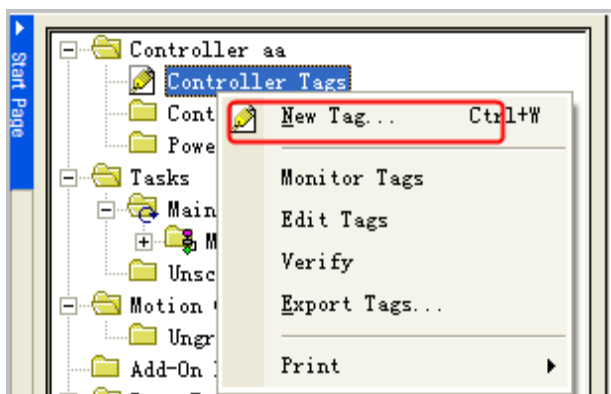 Start Page
Controller aa
Controller Tags
Cont
New Tag... Ctrl+W
Powe
Tasks
Monitor Tags
Main
Edit Tags
M
Unsc
Verify
Motion
Export Tags...
Ungr
Add-On
Print